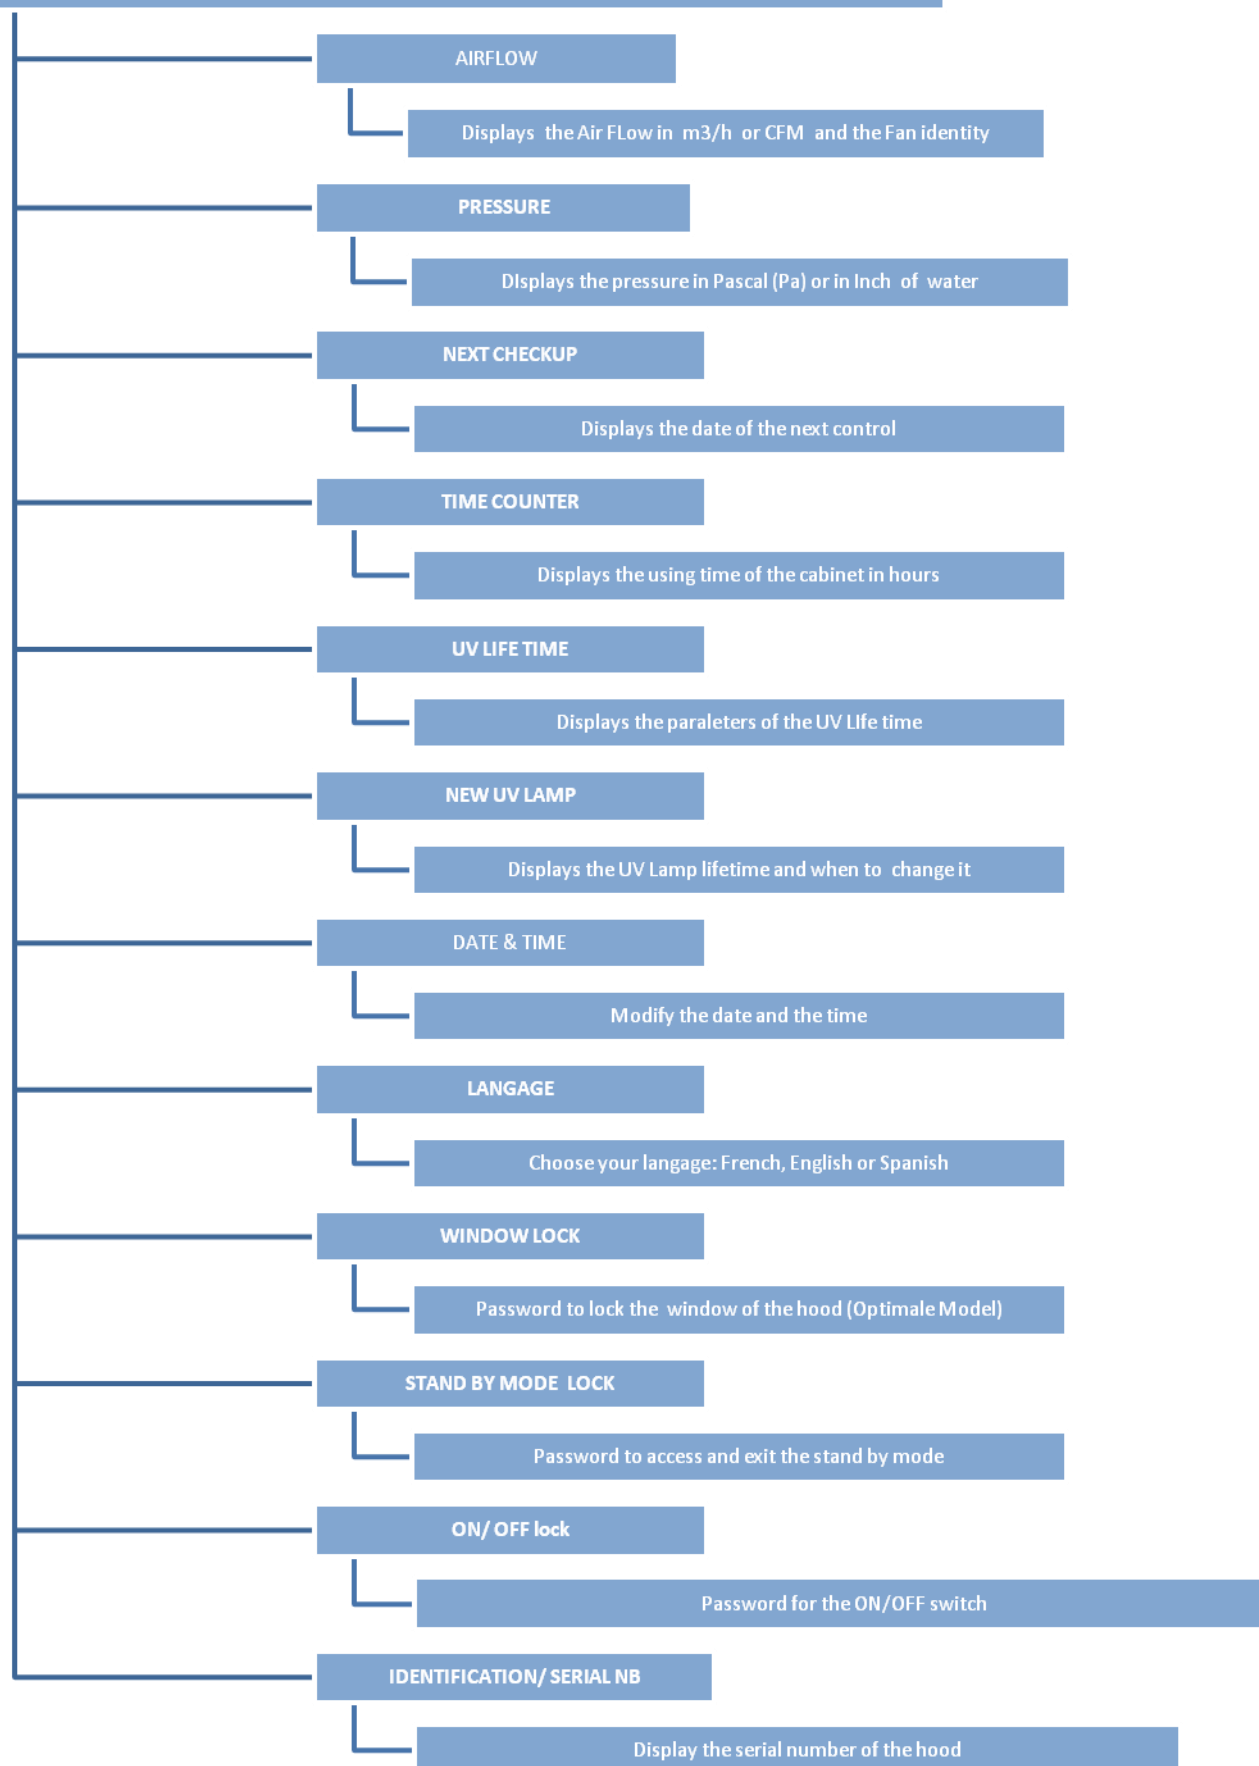 AIRFLOW
Displays the Air FLow in m3/h or CFM and the Fan identity
PRESSURE
DIsplays the pressure in Pascal (Pa) or in Inch of water
NEXT CHECKUP
Displays the date of the next control
TIME COUNTER
Displays the using time of the cabinet in hours
UV LIFE TIME
Displays the paraleters of the UV LIfe time
NEW UV LAMP
Displays the UV Lamp lifetime and when to change it
DATE & TIME
Modify the date and the time
LANGAGE
Choose your langage: French, English or Spanish
WINDOW LOCK
Password to lock the window of the hood (Optimale Model)
STAND BY MODE LOCK
Password to access and exit the stand by mode
ON/ OFF lock
Password for the ON/OFF switch
IDENTIFICATION/ SERIAL NB
Display the serial number of the hood